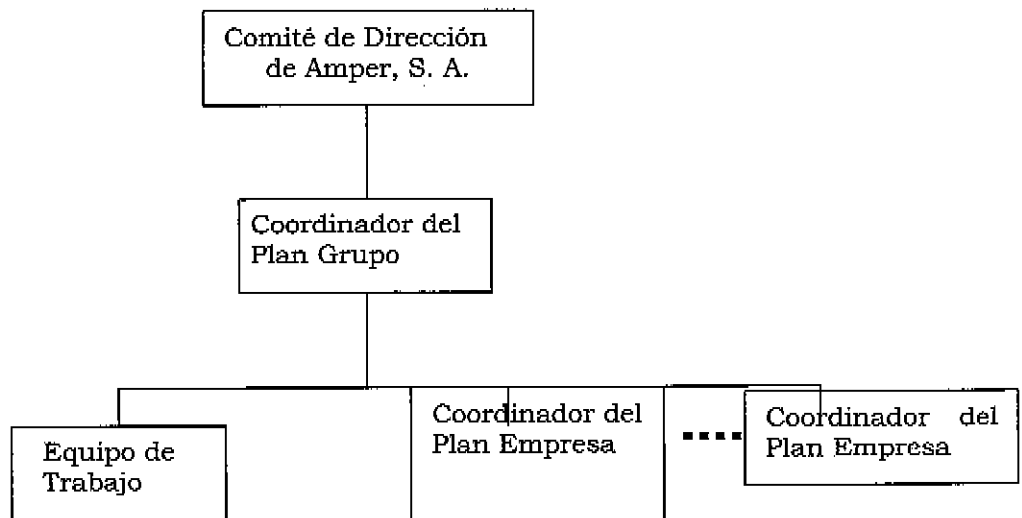 Comité de Dirección
de Amper, S. A.
Coordinador del
Plan Grupo
Equipo de
Trabajo
Coordinador del
Plan Empresa
Coordinador del
Plan Empresa